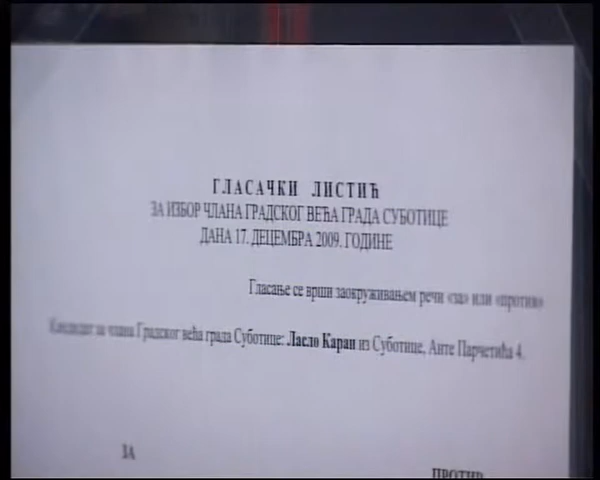 ГЛАСАЧКИ ЛИСТИЋ
ЗА ИЗБОР ЧЛАНА ГРАДСКОГ ВЕЋА ГРАДА СУБОТИЦЕ
ДАНА 17. ДЕЦЕМБРА 2009. ГОДИНЕ
Гласање се врши заокруживањем речи «за» или «против»
Кандидат за члана Градског већа града Суботице: Ласло Каран из Суботице, Анте Парчетића 4.
ЗА
ПРОТИВ